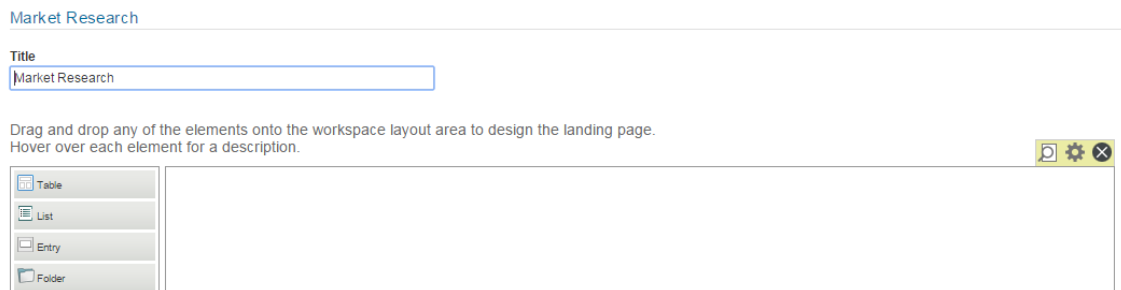 Market Research
Title
Market Research
Drag and drop any of the elements onto the workspace layout area to design the landing page.
Hover over each element for a description.
Table
List
Entry
Folder